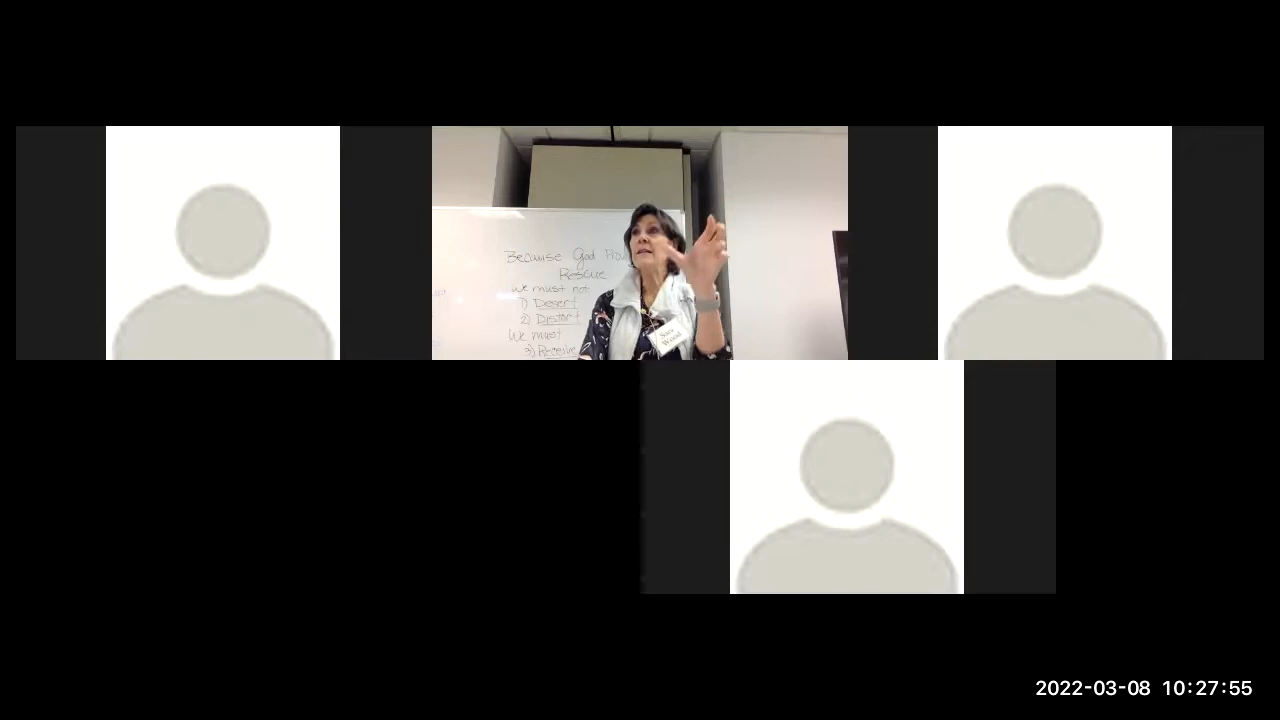 Because God
Rescue
We must not
1) Desert
2) Distort
We must
3) Receive
Wood
2022-03-08 10:27:55